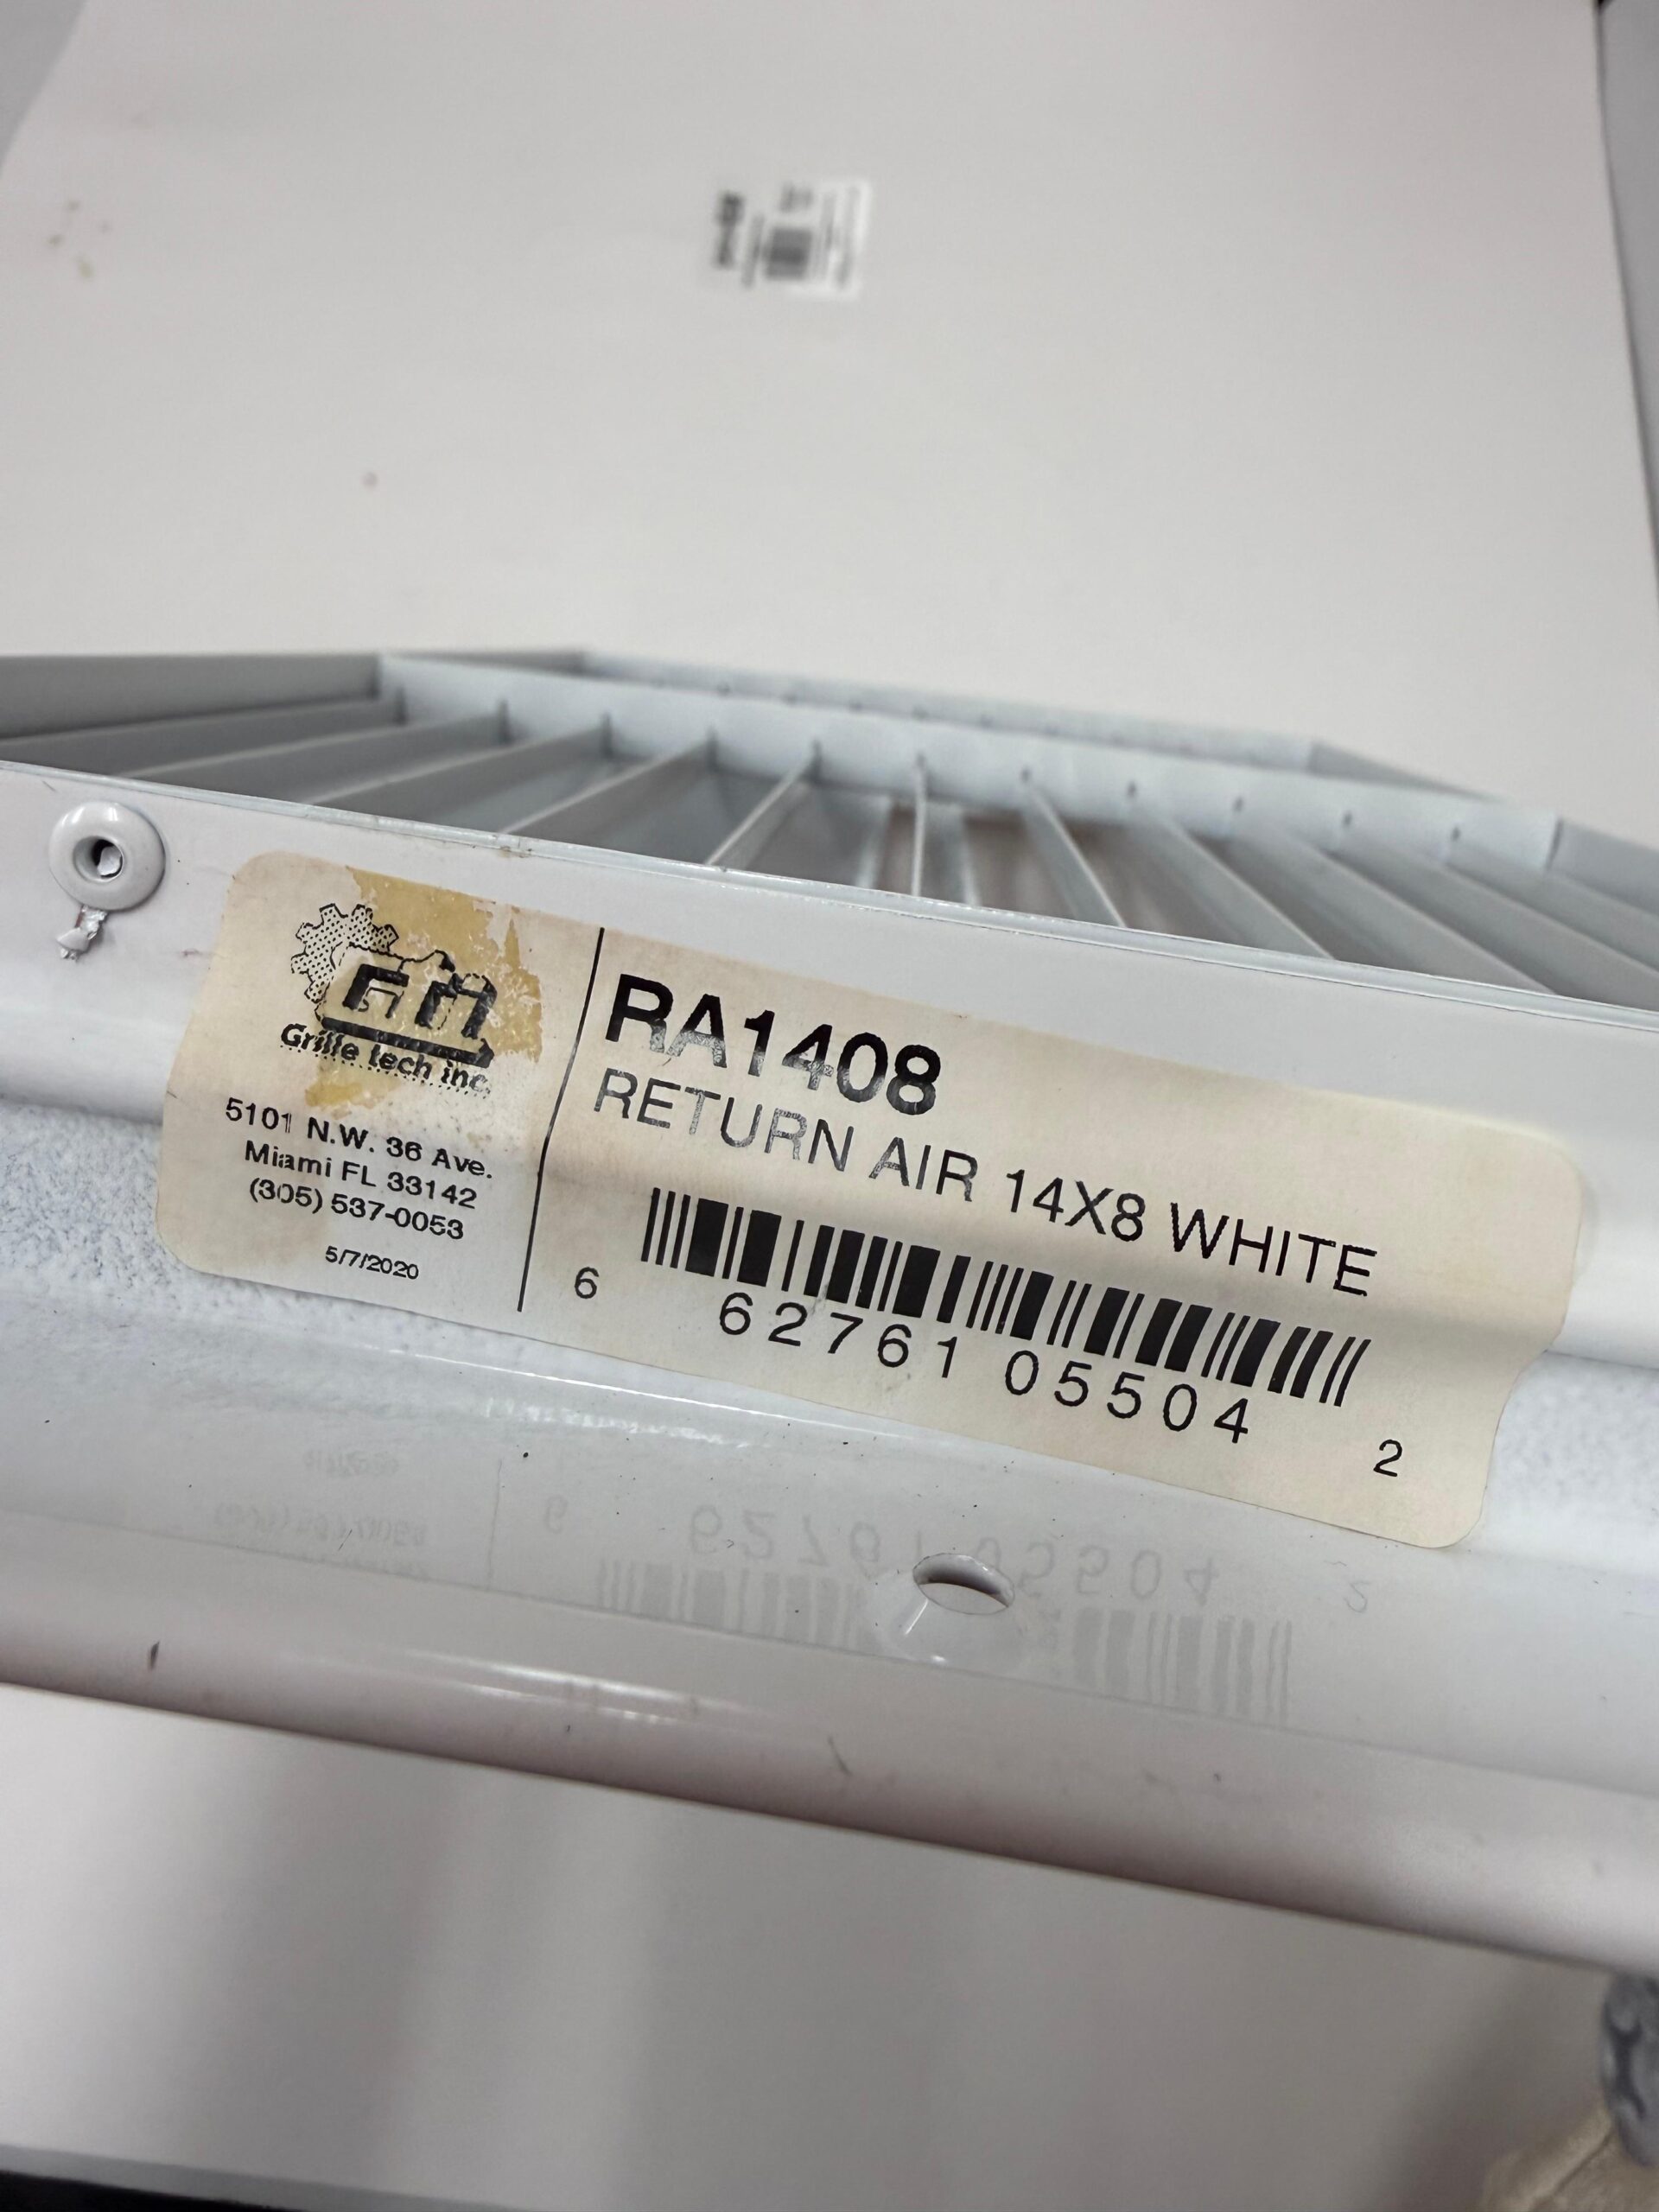 Grille tech inc.
5101 N.W. 36 Ave.
Miami FL 33142
(305) 537-0053
5/7/2020
RA1408
RETURN AIR 14X8 WHITE
6 62761 05504 2